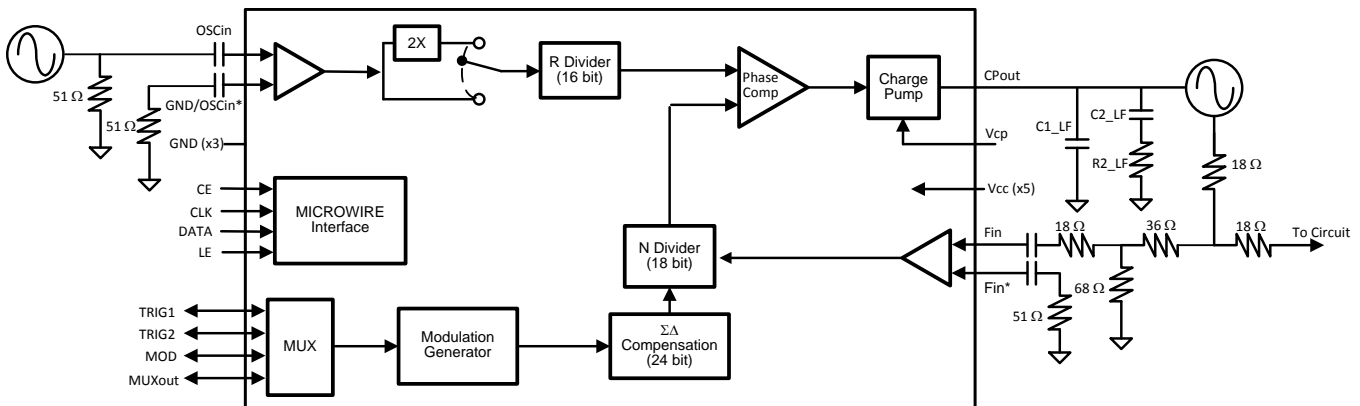 OSCin
51 Ω
GND/OSCin*
51 Ω
GND (x3)
2X
R Divider
(16 bit)
Phase
Comp
Charge
Pump
CPout
Vcp
C1_LF
C2_LF
R2_LF
18 Ω
CE
CLK
DATA
LE
MICROWIRE
Interface
Vcc (x5)
N Divider
(18 bit)
Fin
18 Ω
36 Ω
18 Ω
To Circuit
Fin*
51 Ω
68 Ω
TRIG1
TRIG2
MOD
MUXout
MUX
Modulation
Generator
ΣΔ
Compensation
(24 bit)